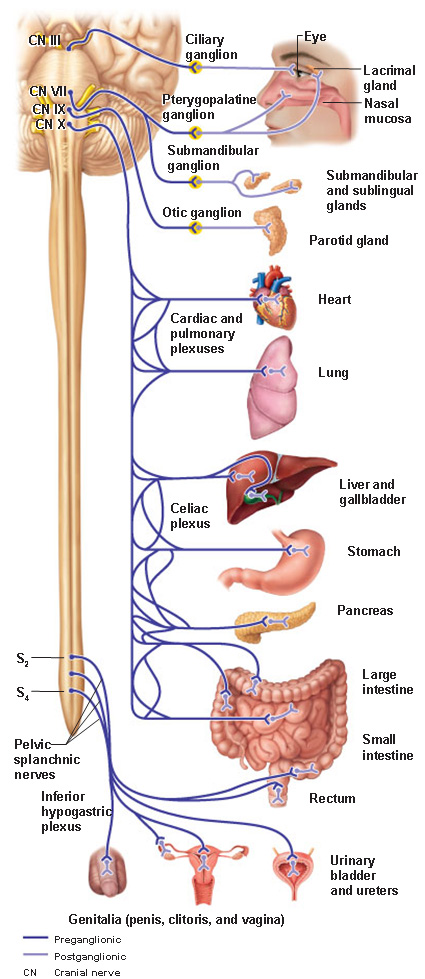 CN III
Ciliary
ganglion
Eye
Lacrimal
gland
CN VII
CN IX
CN X
Pterygopalatine
ganglion
Nasal
mucosa
Submandibular
ganglion
Submandibular
and sublingual
glands
Otic ganglion
Parotid gland
Heart
Cardiac and
pulmonary
plexuses
Lung
Celiac
plexus
Liver and
gallbladder
Stomach
Pancreas
S2
S4
Large
intestine
Small
intestine
Pelvic
splanchnic
nerves
Inferior
hypogastric
plexus
Rectum
Urinary
bladder
and ureters
Genitalia (penis, clitoris, and vagina)
Preganglionic
Postganglionic
CN Cranial nerve